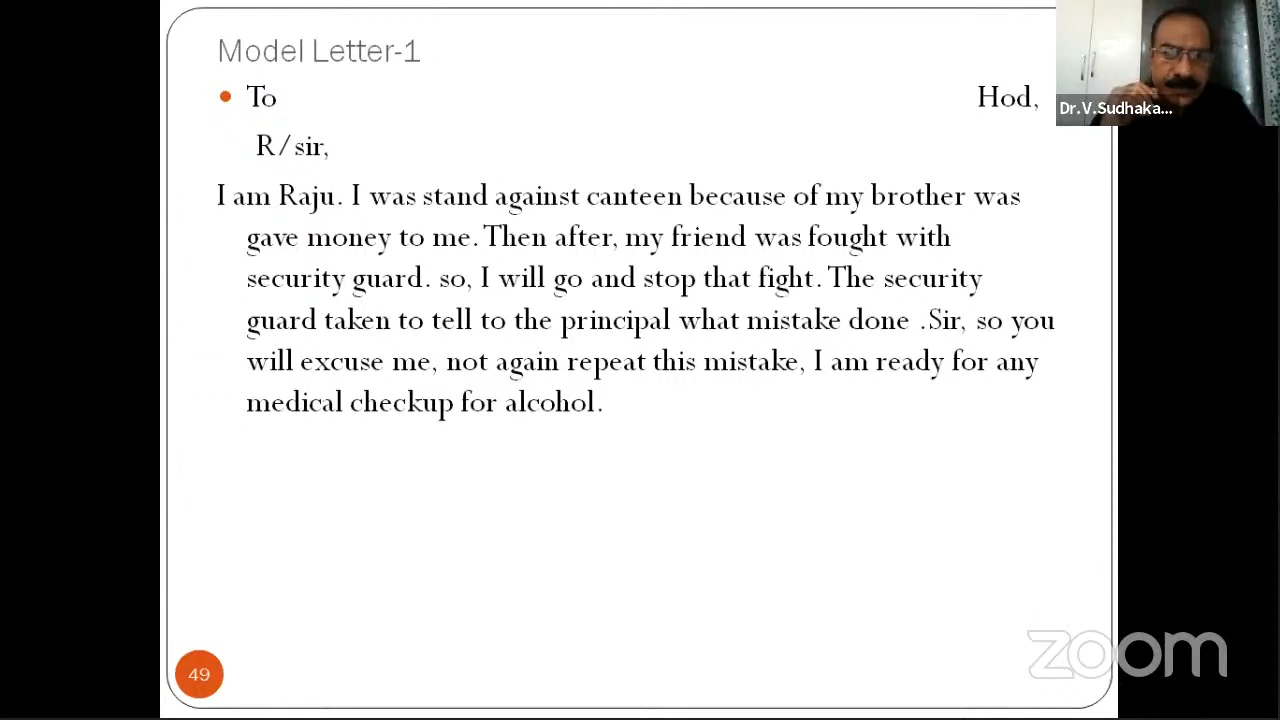 Model Letter-1
To Hod,
R/sir,
I am Raju. I was stand against canteen because of my brother was
gave money to me. Then after, my friend was fought with
security guard. so, I will go and stop that fight. The security
guard taken to tell to the principal what mistake done .Sir, so you
will excuse me, not again repeat this mistake, I am ready for any
medical checkup for alcohol.
49
Dr.V.Sudhaka...
zoom